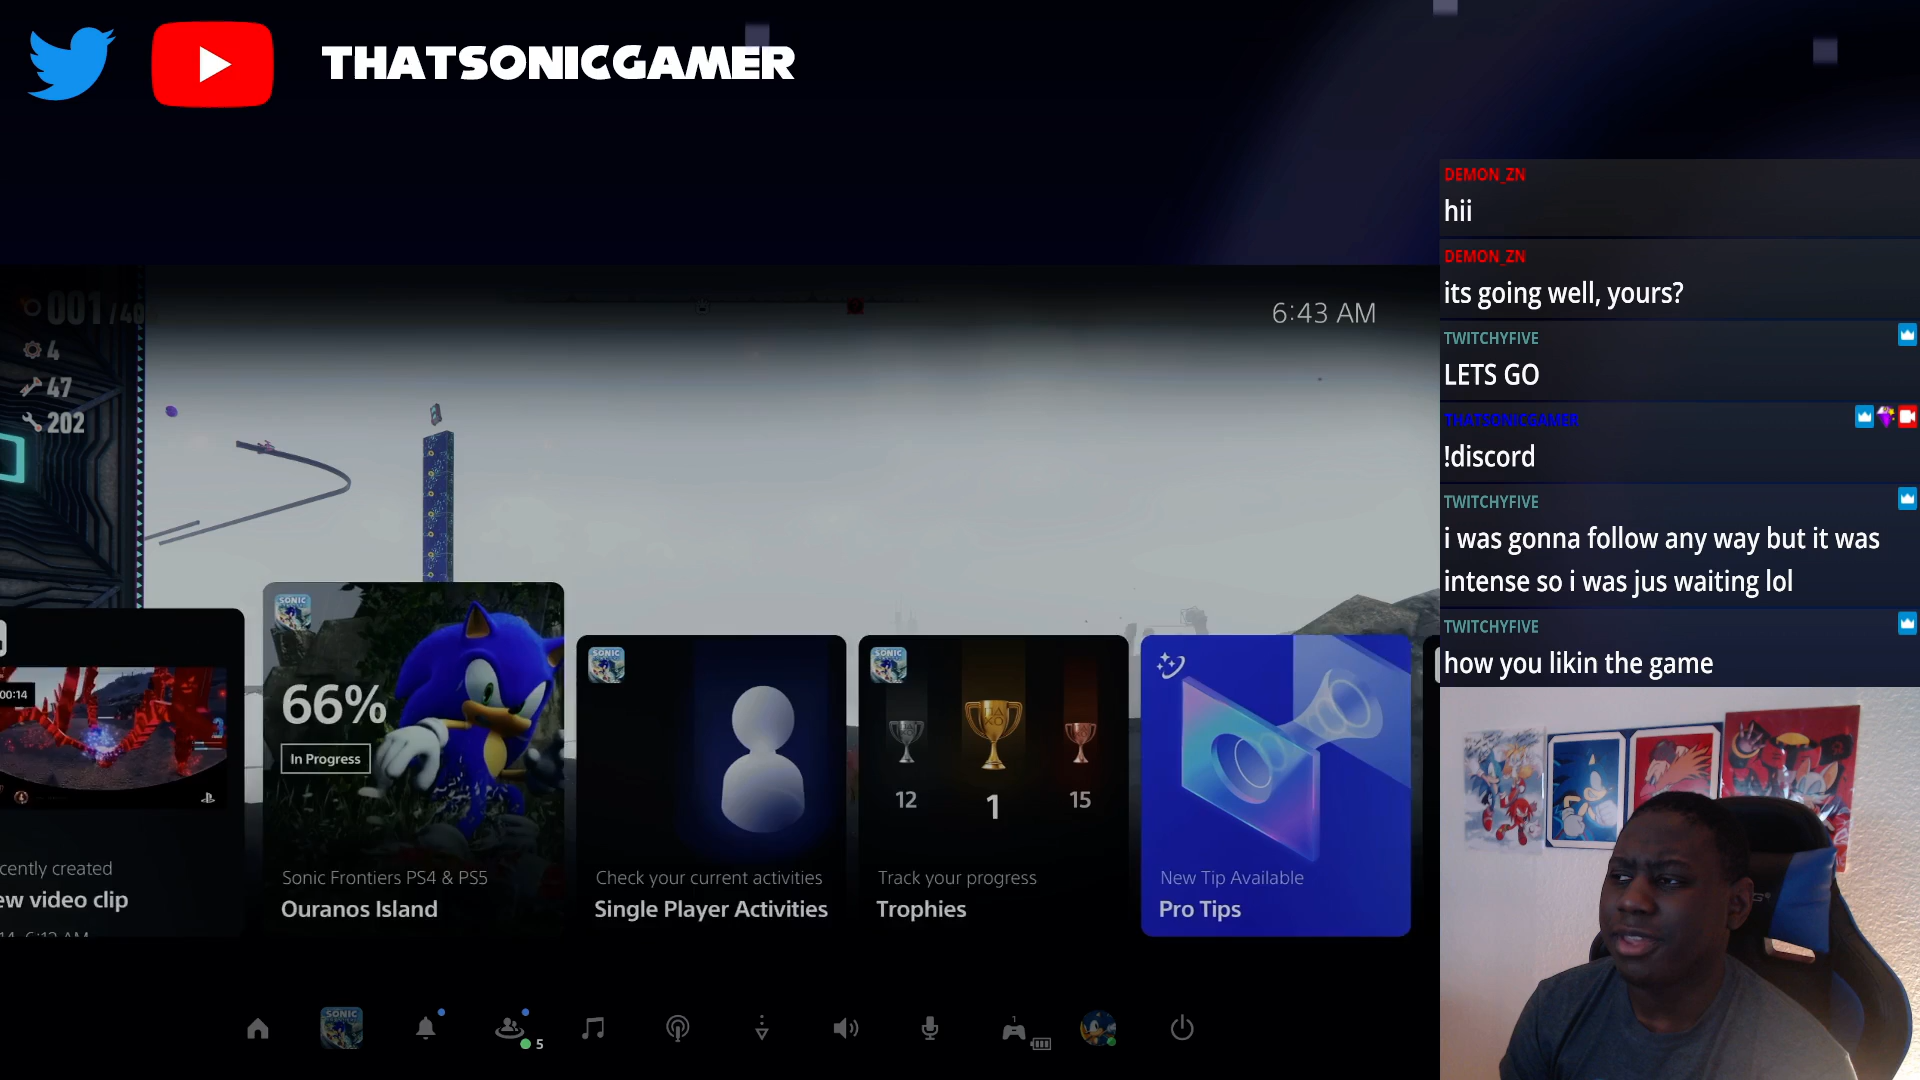 THATSONICGAMER
6:43 AM
001/40
4
47
202
DEMON_ZN
hii
DEMON_ZN
its going well, yours?
TWITCHYFIVE
LETS GO
THATSONICGAMER
!discord
TWITCHYFIVE
i was gonna follow any way but it was
intense so i was jus waiting lol
TWITCHYFIVE
how you likin the game
00:14
cently created
ew video clip
SONIC
66%
In Progress
Sonic Frontiers PS4 & PS5
Ouranos Island
SONIC
Check your current activities
Single Player Activities
SONIC
12
1
15
Track your progress
Trophies
New Tip Available
Pro Tips
SONIC
5
1